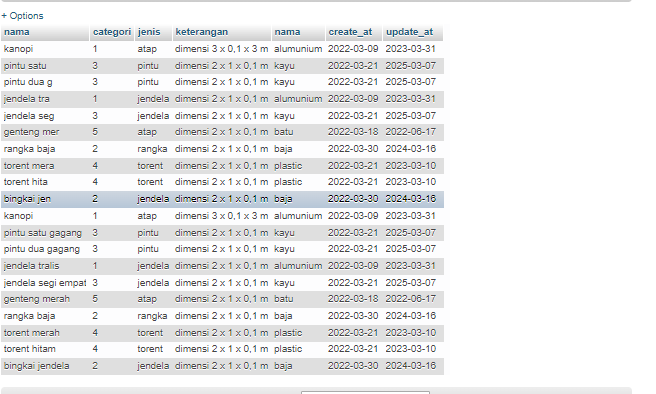 + Options
nama categori jenis keterangan nama create_at update_at
kanopi 1 atap dimensi 3 x 0,1 x 3 m alumunium 2022-03-09 2023-03-31
pintu satu 3 pintu dimensi 2 x 1 x 0,1 m kayu 2022-03-21 2025-03-07
pintu dua g 3 pintu dimensi 2 x 1 x 0,1 m kayu 2022-03-21 2025-03-07
jendela tra 1 jendela dimensi 2 x 1 x 0,1 m alumunium 2022-03-09 2023-03-31
jendela seg 3 jendela dimensi 2 x 1 x 0,1 m kayu 2022-03-21 2025-03-07
genteng mer 5 atap dimensi 2 x 1 x 0,1 m batu 2022-03-18 2022-06-17
rangka baja 2 rangka dimensi 2 x 1 x 0,1 m baja 2022-03-30 2024-03-16
torent mera 4 torent dimensi 2 x 1 x 0,1 m plastic 2022-03-21 2023-03-10
torent hita 4 torent dimensi 2 x 1 x 0,1 m plastic 2022-03-21 2023-03-10
bingkai jen 2 jendela dimensi 2 x 1 x 0,1 m baja 2022-03-30 2024-03-16
kanopi 1 atap dimensi 3 x 0,1 x 3 m alumunium 2022-03-09 2023-03-31
pintu satu gagang 3 pintu dimensi 2 x 1 x 0,1 m kayu 2022-03-21 2025-03-07
pintu dua gagang 3 pintu dimensi 2 x 1 x 0,1 m kayu 2022-03-21 2025-03-07
jendela tralis 1 jendela dimensi 2 x 1 x 0,1 m alumunium 2022-03-09 2023-03-31
jendela segi empat 3 jendela dimensi 2 x 1 x 0,1 m kayu 2022-03-21 2025-03-07
genteng merah 5 atap dimensi 2 x 1 x 0,1 m batu 2022-03-18 2022-06-17
rangka baja 2 rangka dimensi 2 x 1 x 0,1 m baja 2022-03-30 2024-03-16
torent merah 4 torent dimensi 2 x 1 x 0,1 m plastic 2022-03-21 2023-03-10
torent hitam 4 torent dimensi 2 x 1 x 0,1 m plastic 2022-03-21 2023-03-10
bingkai jendela 2 jendela dimensi 2 x 1 x 0,1 m baja 2022-03-30 2024-03-16